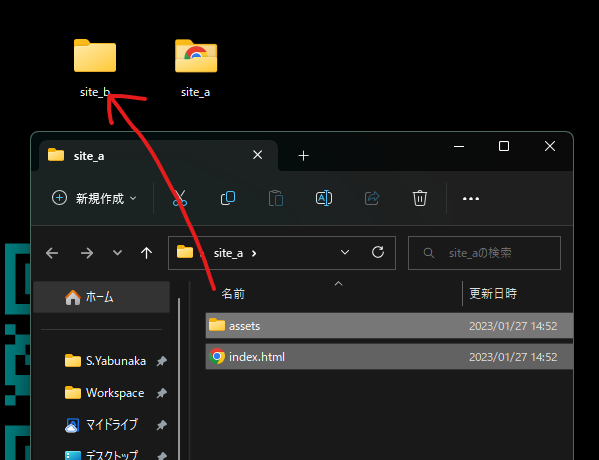 site_b
site_a
site_a
新規作成
site_a
site_aの検索
ホーム
名前
更新日時
assets
2023/01/27 14:52
index.html
2023/01/27 14:52
S.Yabunaka
Workspace
マイドライブ
デスクトップ